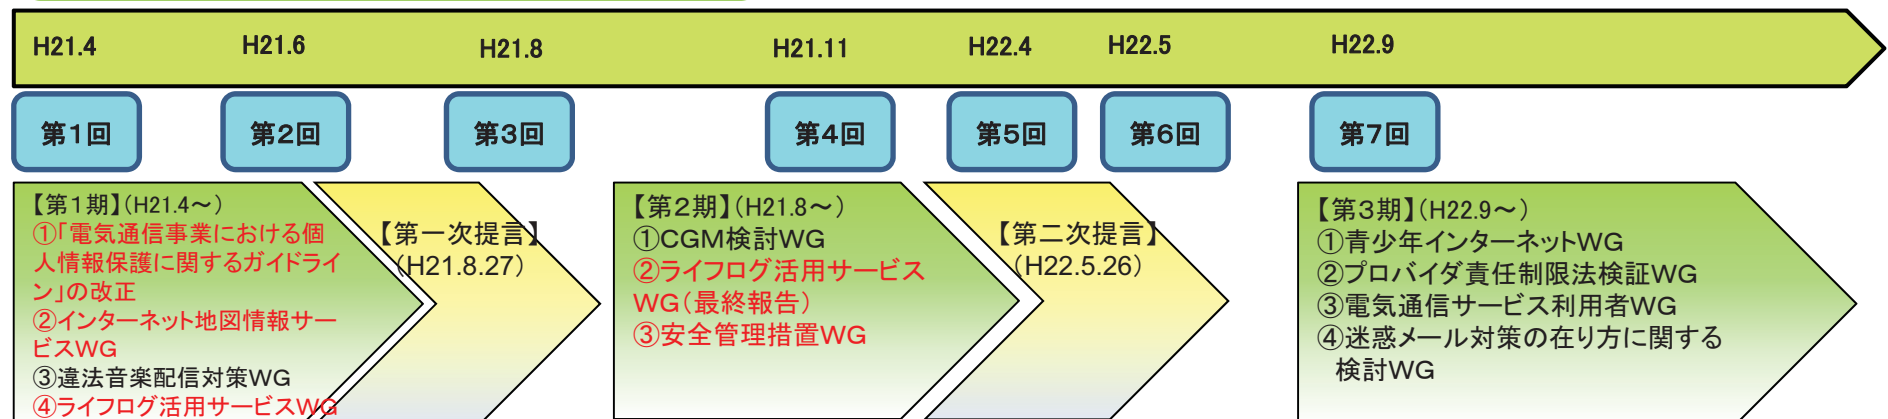 H21.4 H21.6 H21.8 H21.11 H22.4 H22.5 H22.9
第1回 第2回 第3回 第4回 第5回 第6回 第7回
【第1期】(H21.4～)
①「電気通信事業における個
人情報保護に関するガイドライ
ン」の改正
②インターネット地図情報サー
ビスWG
③違法音楽配信対策WG
④ライフログ活用サービスWG
【第一次提言】
(H21.8.27)
【第2期】(H21.8～)
①CGM検討WG
②ライフログ活用サービス
WG(最終報告)
③安全管理措置WG
【第二次提言】
(H22.5.26)
【第3期】(H22.9～)
①青少年インターネットWG
②プロバイダ責任制限法検証WG
③電気通信サービス利用者WG
④迷惑メール対策の在り方に関する
検討WG